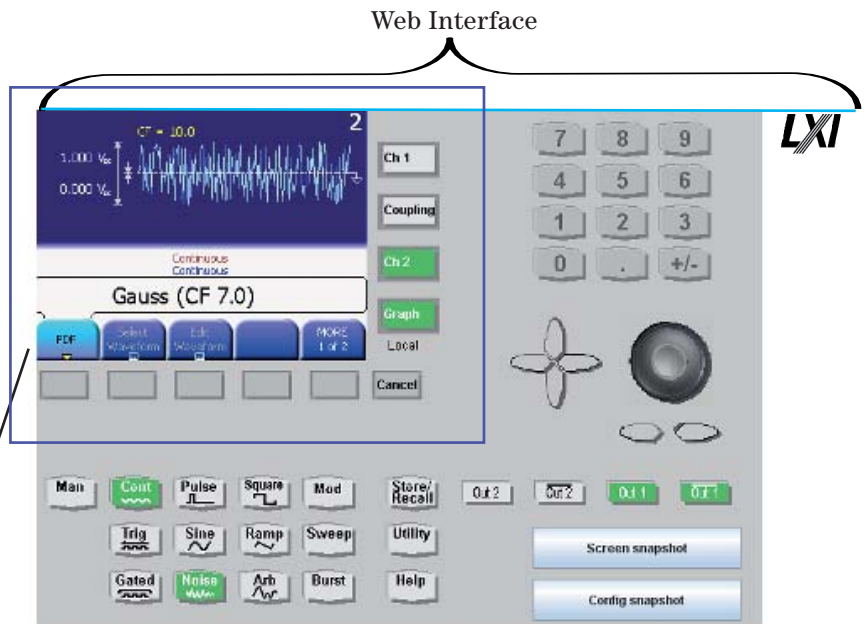 Web Interface
LXI
2
CF = 10.0
1.000 Vdc
0.000 Vdc
Continuous
Continuous
Gauss (CF 7.0)
PDF
Select Waveform
Edit Waveform
MORE
1 of 2
Ch 1
Coupling
Ch 2
Graph
Local
Cancel
7 8 9
4 5 6
1 2 3
0 . +/-
Man Cont Pulse Square Mod Store/Recall
Out 2 Out 2 Out 1 Out 1
Trig Sine Ramp Sweep Utility
Screen snapshot
Gated Noise Arb Burst Help
Config snapshot